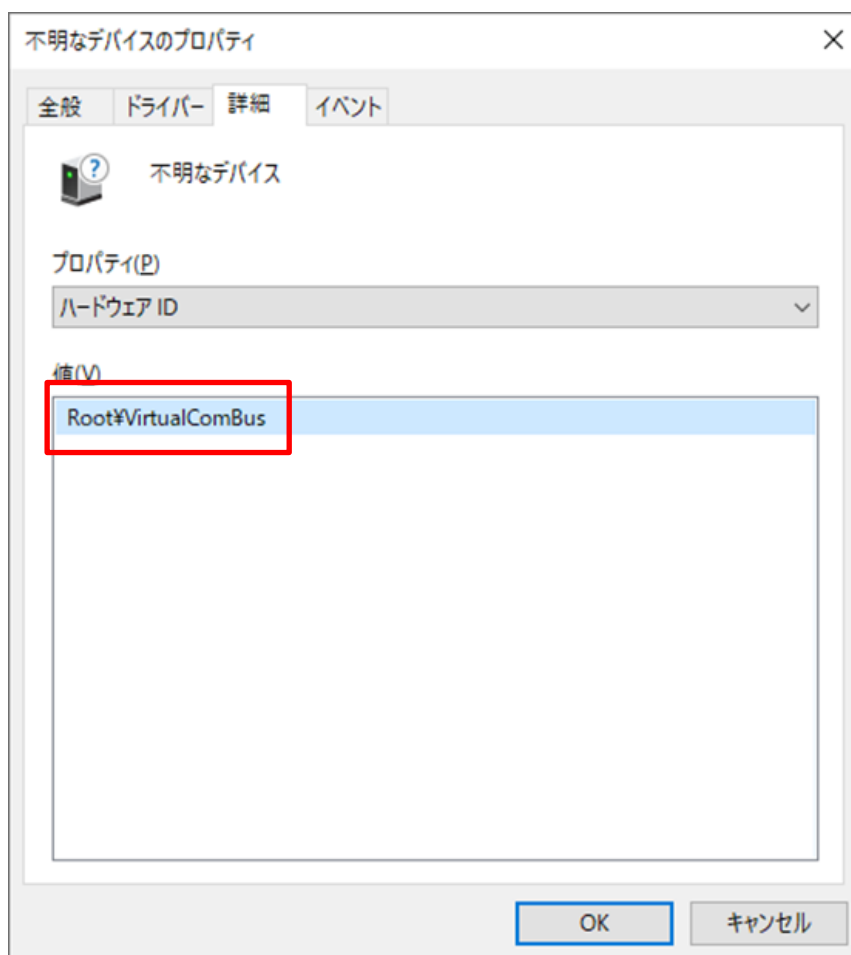 不明なデバイスのプロパティ
全般 ドライバー 詳細 イベント
?
不明なデバイス
プロパティ(P)
ハードウェア ID
値(V)
Root¥VirtualComBus
OK キャンセル